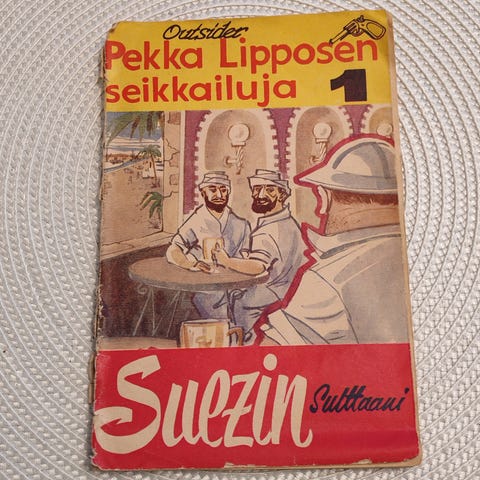 Outsider
Pekka Lipposen
seikkailuja 1
Suezin Sulttaani